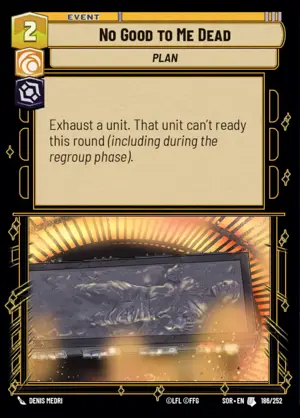 EVENT
2
No Good to Me Dead
PLAN
Exhaust a unit. That unit can't ready
this round (including during the
regroup phase).
DENIS MEDRI ©LFL ©FFG SOR • EN 186/252